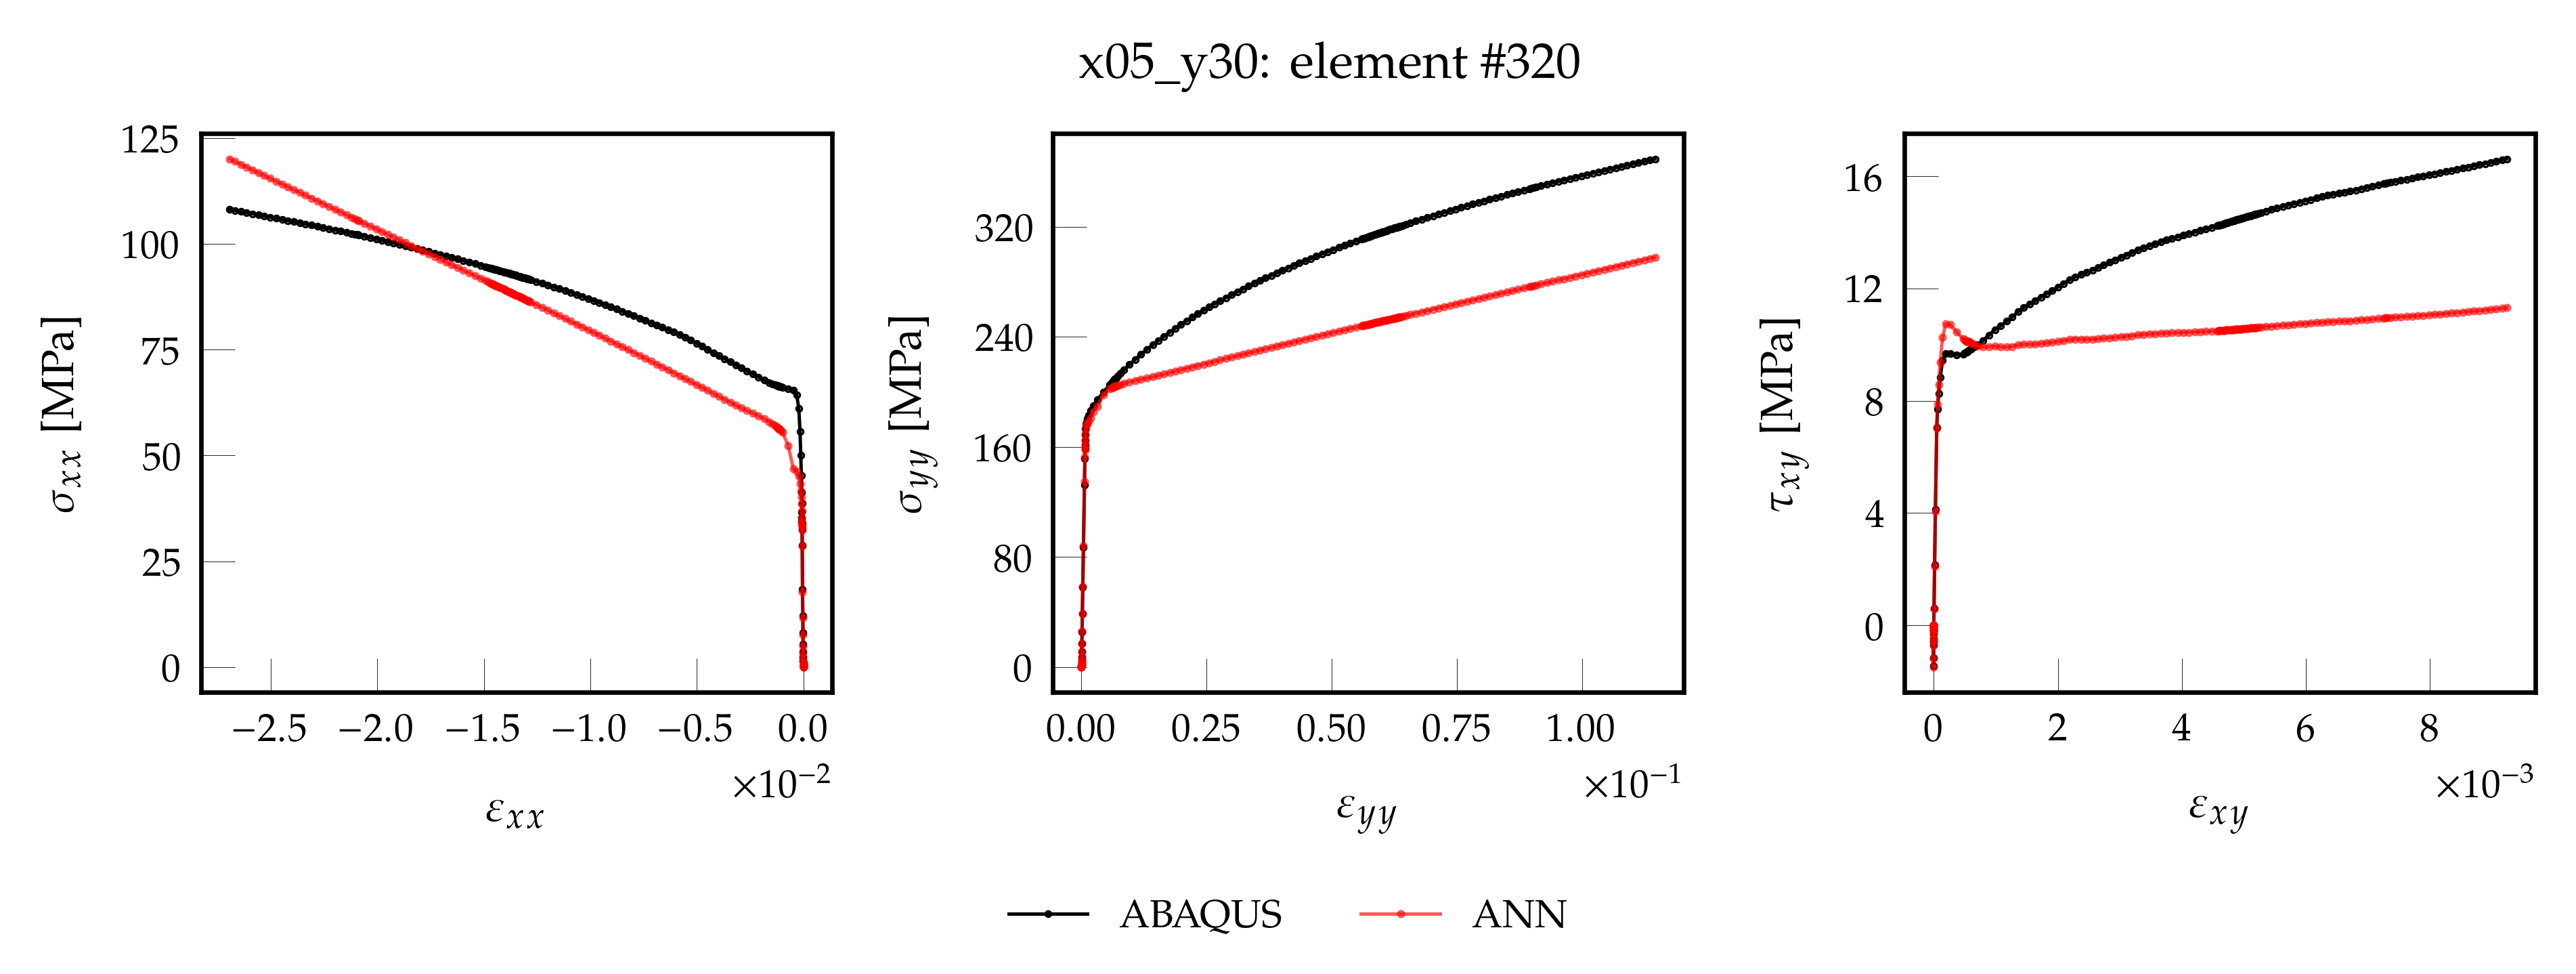 x05_y30: element #320
125
100
75
50
25
0
σxx [MPa]
−2.5 −2.0 −1.5 −1.0 −0.5 0.0
×10−2
εxx
320
240
160
80
0
σyy [MPa]
0.00 0.25 0.50 0.75 1.00
×10−1
εyy
16
12
8
4
0
τxy [MPa]
0 2 4 6 8
×10−3
εxy
ABAQUS ANN